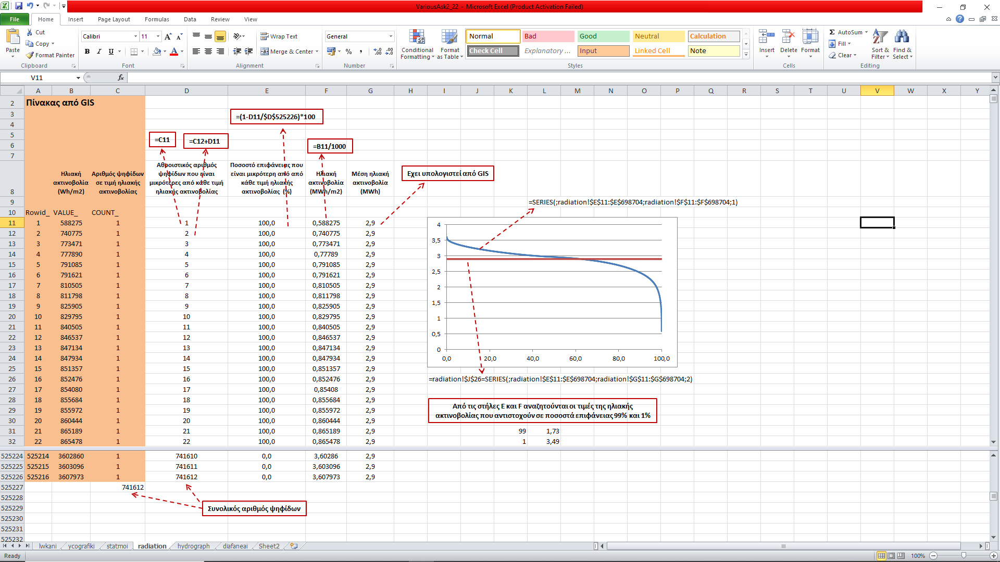 VariousAsk2_22 - Microsoft Excel (Product Activation Failed)
File Home Insert Page Layout Formulas Data Review View
Paste Cut Copy Format Painter Clipboard
Calibri 11 B I U Font
Wrap Text Merge & Center Alignment
General % , Number
Conditional Formatting Format as Table
Normal Bad Good Neutral Calculation
Check Cell Explanatory ... Input Linked Cell Note
Styles
Insert Delete Format Cells
AutoSum Fill Clear Sort & Filter Find & Select Editing
V11 fx
A B C D E F G H I J K L M N O P Q R S T U V W X Y
2 Πίνακας από GIS
3 =(1-D11/$D$525226)*100
4
5 =C11 =C12+D11
6 =B11/1000
7
8 Ηλιακή ακτινοβολία (Wh/m2) Αριθμός ψηφίδων σε τιμή ηλιακής ακτινοβολίας Αθροιστικός αριθμός ψηφίδων που είναι μικρότερες από κάθε τιμή ηλιακής ακτινοβολίας Ποσοστό επιφάνειας που είναι μικρότερη από από κάθε τιμή ηλιακής ακτινοβολίας (%) Ηλιακή ακτινοβολία (MWh/m2) Μέση ηλιακή ακτινοβολία (MWh) Εχει υπολογιστεί από GIS
9 =SERIES(;radiation!$E$11:$E$698704;radiation!$F$11:$F$698704;1)
10 Rowid_ VALUE_ COUNT_
11 1 588275 1 1 100,0 0,588275 2,9
12 2 740775 1 2 100,0 0,740775 2,9
13 3 773471 1 3 100,0 0,773471 2,9
14 4 777890 1 4 100,0 0,77789 2,9
15 5 791085 1 5 100,0 0,791085 2,9
16 6 791621 1 6 100,0 0,791621 2,9
17 7 810505 1 7 100,0 0,810505 2,9
18 8 811798 1 8 100,0 0,811798 2,9
19 9 825905 1 9 100,0 0,825905 2,9
20 10 829795 1 10 100,0 0,829795 2,9
21 11 840505 1 11 100,0 0,840505 2,9
22 12 846537 1 12 100,0 0,846537 2,9
23 13 847134 1 13 100,0 0,847134 2,9
24 14 847934 1 14 100,0 0,847934 2,9
25 15 851357 1 15 100,0 0,851357 2,9
26 16 852476 1 16 100,0 0,852476 2,9
27 17 854080 1 17 100,0 0,85408 2,9
28 18 855684 1 18 100,0 0,855684 2,9
29 19 855972 1 19 100,0 0,855972 2,9
30 20 860444 1 20 100,0 0,860444 2,9
31 21 865189 1 21 100,0 0,865189 2,9
32 22 865478 1 22 100,0 0,865478 2,9
4
3,5
3
2,5
2
1,5
1
0,5
0
0,0 20,0 40,0 60,0 80,0 100,0
=radiation!$J$26=SERIES(;radiation!$E$11:$E$698704;radiation!$G$11:$G$698704;2)
Από τις στήλες E και F αναζητούνται οι τιμές της ηλιακής
ακτινοβολίας που αντιστοχούν σε ποσοστά επιφάνειας 99% και 1%
99 1,73
1 3,49
525224 525214 3602860 1 741610 0,0 3,60286 2,9
525225 525215 3603096 1 741611 0,0 3,603096 2,9
525226 525216 3607973 1 741612 0,0 3,607973 2,9
525227 741612
525228
525229 Συνολικός αριθμός ψηφίδων
525230
525231
525232
lwkani ycografiki statmoi radiation hydrograph diafaneai Sheet2
Ready 100%